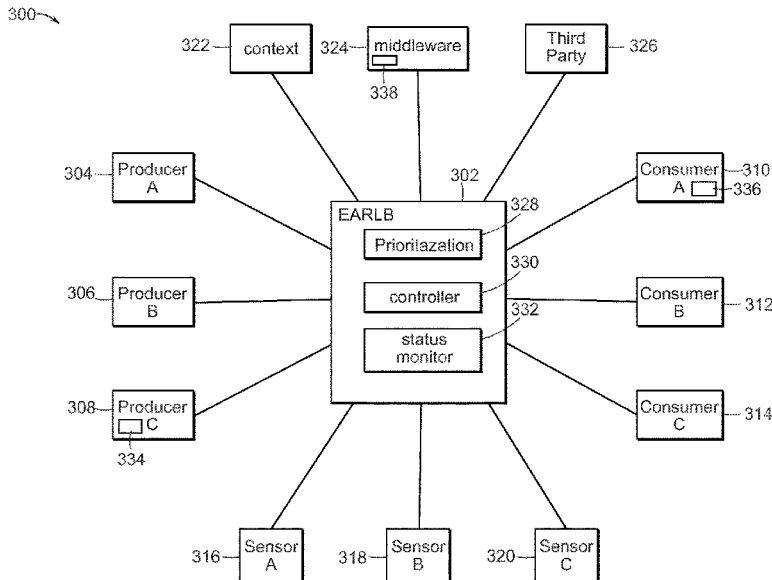 300
322
context
324
middleware
338
Third
Party
326
304
Producer
A
302
Consumer
A
310
336
EARLB
328
Priorilazation
306
Producer
B
330
controller
Consumer
B
312
332
status
monitor
308
Producer
C
334
Consumer
C
314
316
Sensor
A
318
Sensor
B
320
Sensor
C